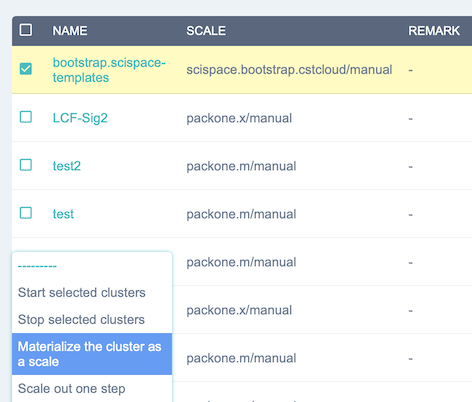 NAME SCALE REMARK
bootstrap.scispace-
templates scispace.bootstrap.cstcloud/manual -
LCF-Sig2 packone.x/manual -
test2 packone.m/manual -
test packone.m/manual -
--------- packone.m/manual -
Start selected clusters packone.x/manual -
Stop selected clusters
Materialize the cluster as
a scale packone.m/manual -
Scale out one step